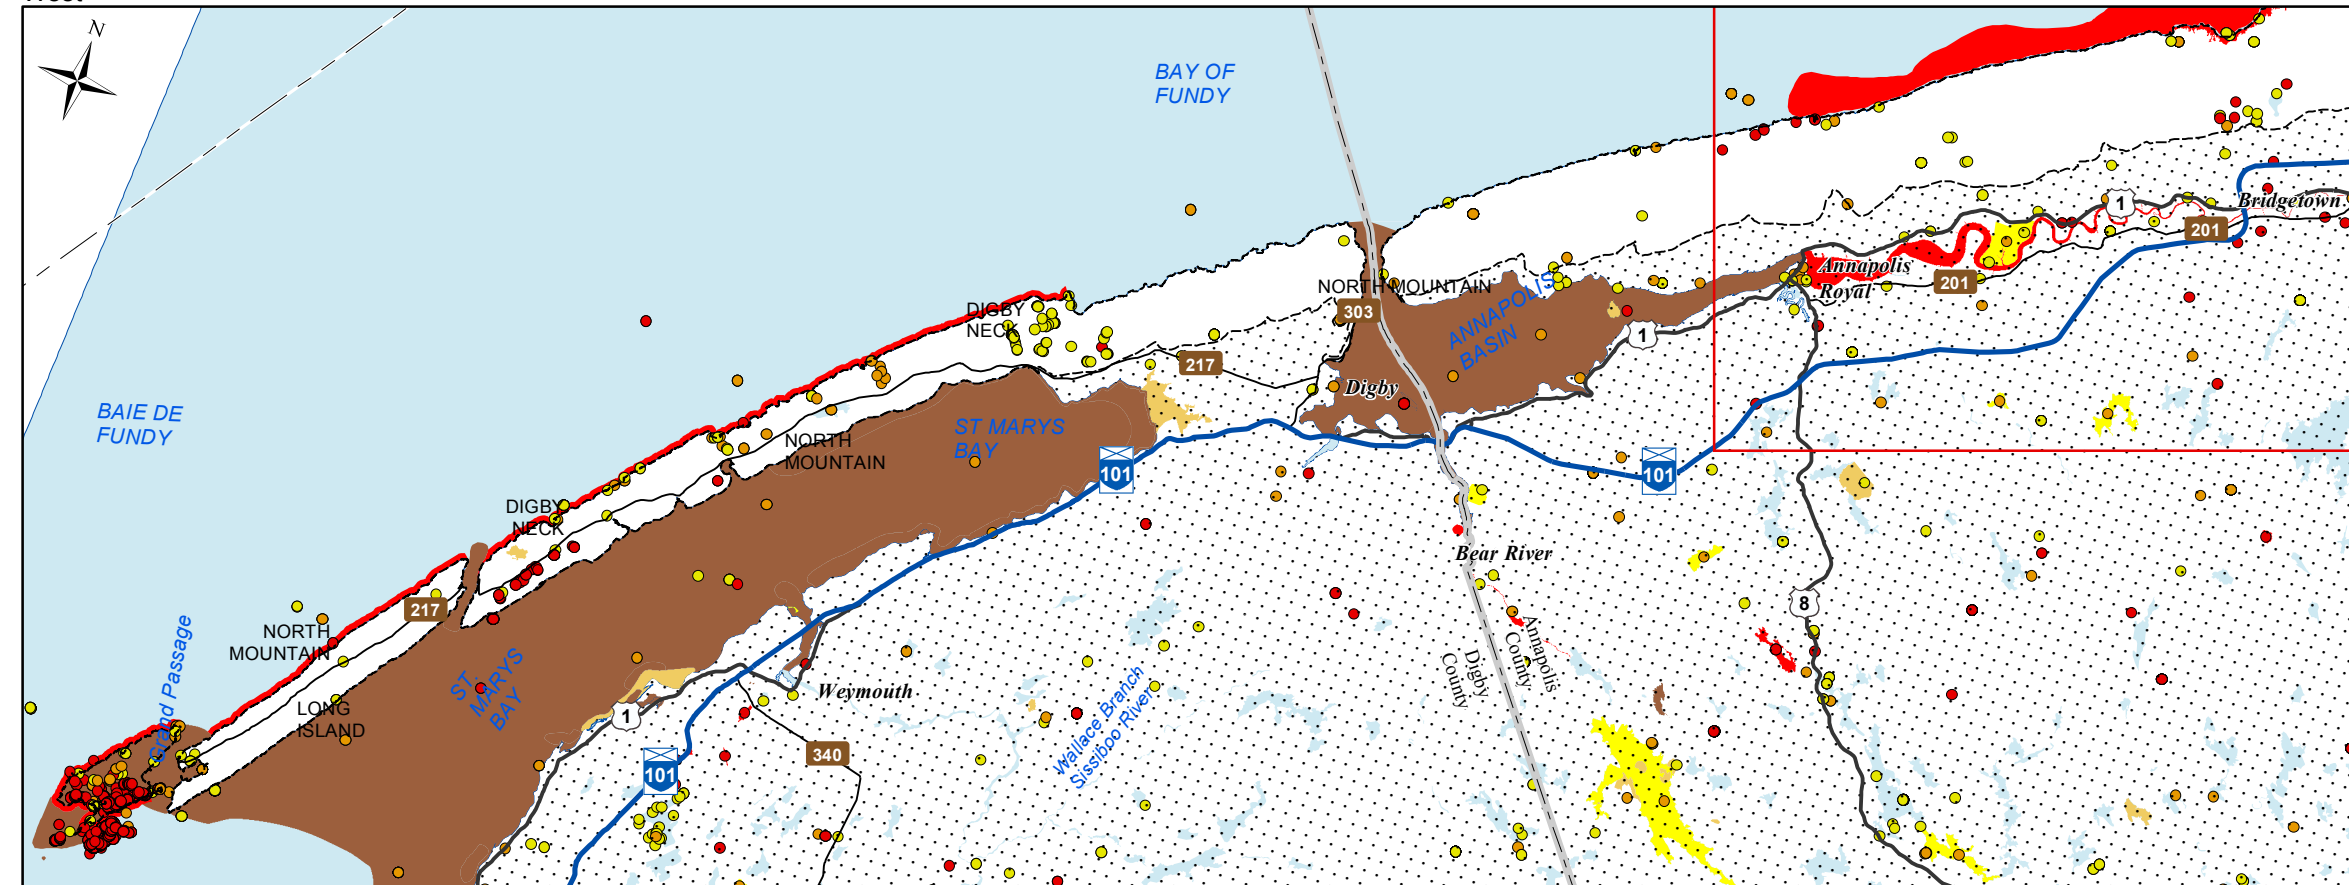 N
BAY OF
FUNDY
BAIE DE
FUNDY
Bridgetown
1
201
201
Annapolis
Royal
NORTH MOUNTAIN
303
ANNAPOLIS
BASIN
1
DIGBY
NECK
217
Digby
ST MARYS
BAY
NORTH
MOUNTAIN
101
101
DIGBY
NECK
Bear River
8
217
NORTH
MOUNTAIN
Grand Passage
LONG
ISLAND
ST.
MARYS
BAY
Annapolis
County
Digby
County
Weymouth
1
Wallace Branch
Sissiboo River
340
101